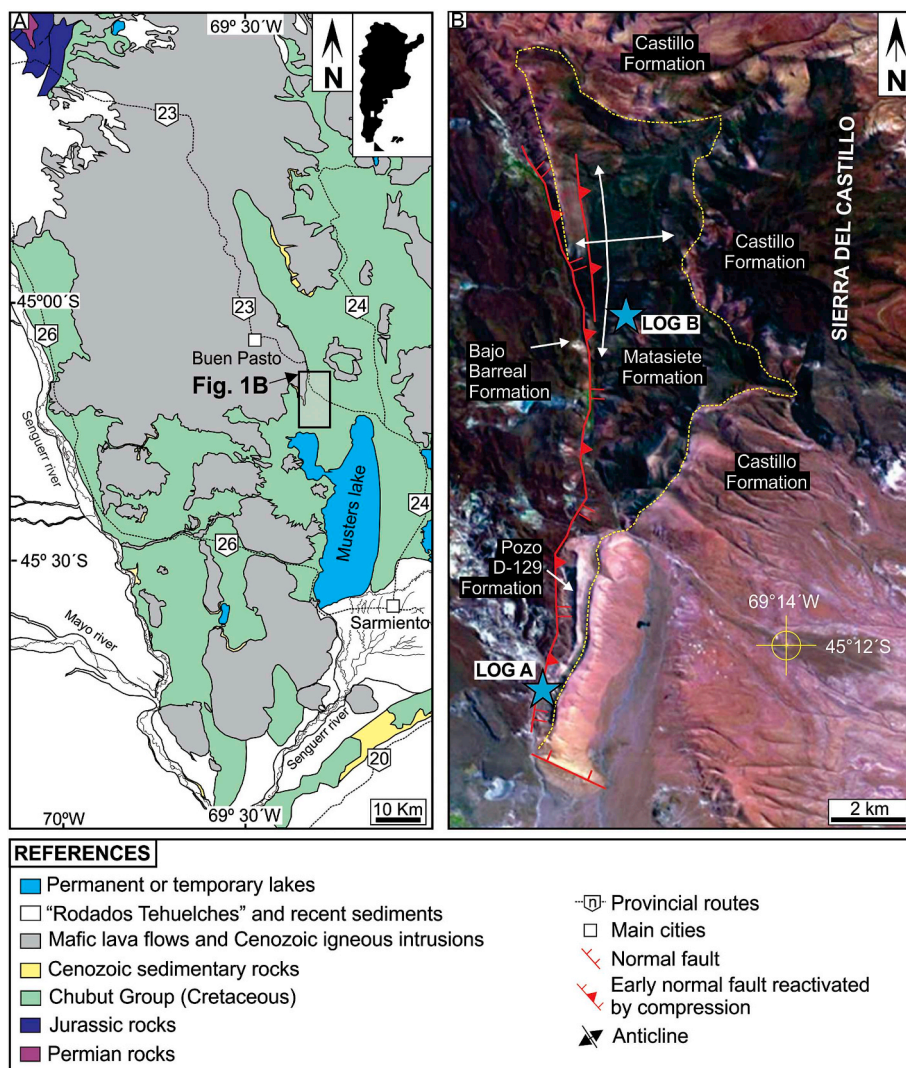 A
69º 30´W
N
23
45º00´S
26
23
24
Buen Pasto
Fig. 1B
Senguerr river
24
Musters lake
45º 30´S
26
Sarmiento
Mayo river
Senguerr river
20
70ºW
69º 30´W
10 Km
B
Castillo
Formation
N
SIERRA DEL CASTILLO
Castillo
Formation
LOG B
Bajo
Barreal
Formation
Matasiete
Formation
Castillo
Formation
Pozo
D-129
Formation
69°14´W
45°12´S
LOG A
2 km
REFERENCES
Permanent or temporary lakes
“Rodados Tehuelches” and recent sediments
Mafic lava flows and Cenozoic igneous intrusions
Cenozoic sedimentary rocks
Chubut Group (Cretaceous)
Jurassic rocks
Permian rocks
n Provincial routes
Main cities
Normal fault
Early normal fault reactivated
by compression
Anticline